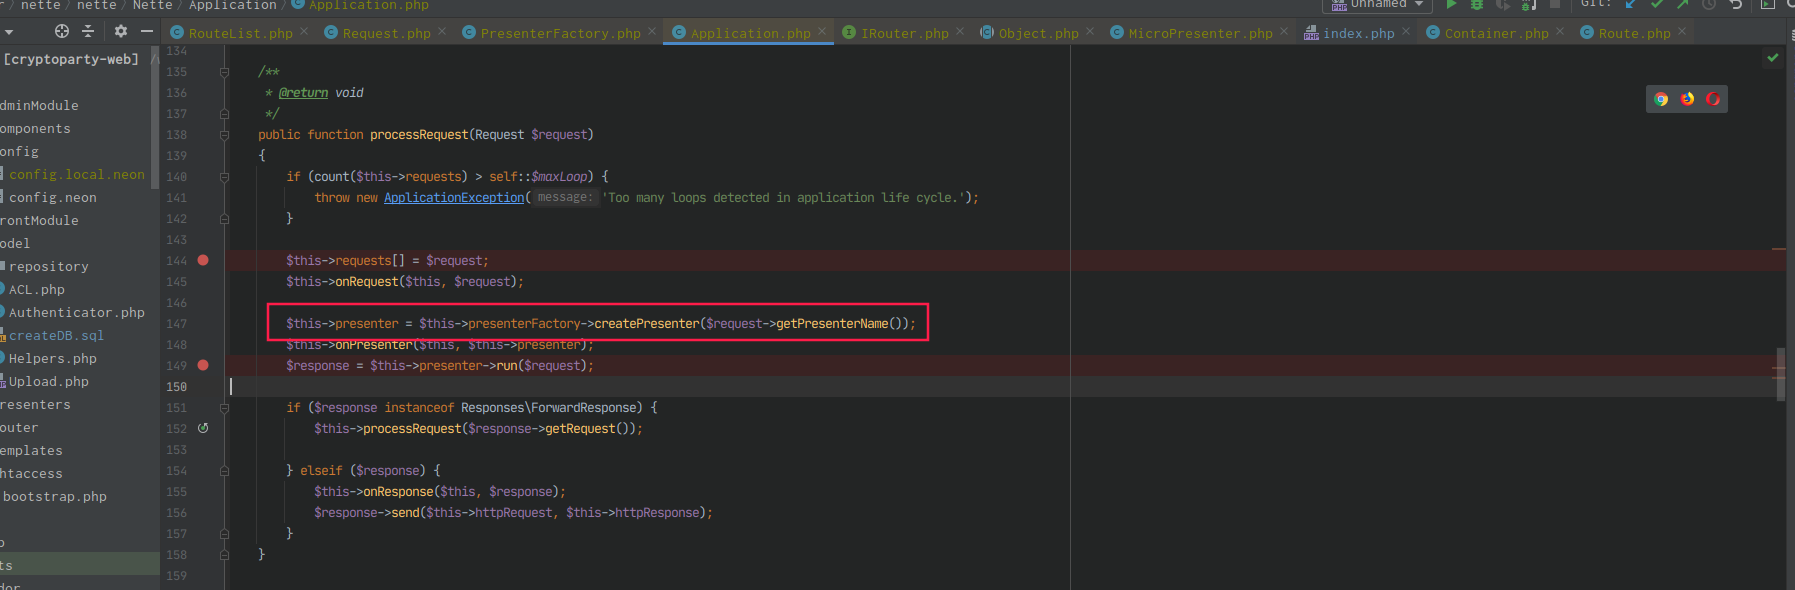 nette nette Nette Application Application.php
Unnamed Git:
RouteList.php Request.php PresenterFactory.php Application.php IRouter.php Object.php MicroPresenter.php index.php Container.php Route.php
[cryptoparty-web]
dminModule
omponents
onfig
config.local.neon
config.neon
rontModule
odel
repository
ACL.php
Authenticator.php
createDB.sql
Helpers.php
Upload.php
resenters
outer
emplates
htaccess
bootstrap.php
ts
134
135 /**
136 * @return void
137 */
138 public function processRequest(Request $request)
139 {
140 if (count($this->requests) > self::$maxLoop) {
141 throw new ApplicationException( message: 'Too many loops detected in application life cycle.');
142 }
143
144 $this->requests[] = $request;
145 $this->onRequest($this, $request);
146
147 $this->presenter = $this->presenterFactory->createPresenter($request->getPresenterName());
148 $this->onPresenter($this, $this->presenter);
149 $response = $this->presenter->run($request);
150
151 if ($response instanceof Responses\ForwardResponse) {
152 $this->processRequest($response->getRequest());
153
154 } elseif ($response) {
155 $this->onResponse($this, $response);
156 $response->send($this->httpRequest, $this->httpResponse);
157 }
158 }
159